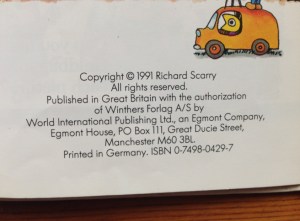 Copyright © 1991 Richard Scarry
All rights reserved.
Published in Great Britain with the authorization
of Winthers Forlag A/S by
World International Publishing Ltd., an Egmont Company,
Egmont House, PO Box 111, Great Ducie Street,
Manchester M60 3BL.
Printed in Germany. ISBN 0-7498-0429-7